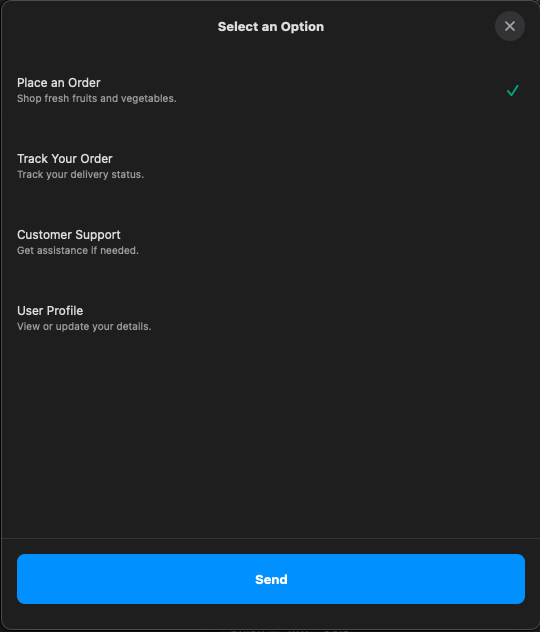 Select an Option
Place an Order
Shop fresh fruits and vegetables.
Track Your Order
Track your delivery status.
Customer Support
Get assistance if needed.
User Profile
View or update your details.
Send